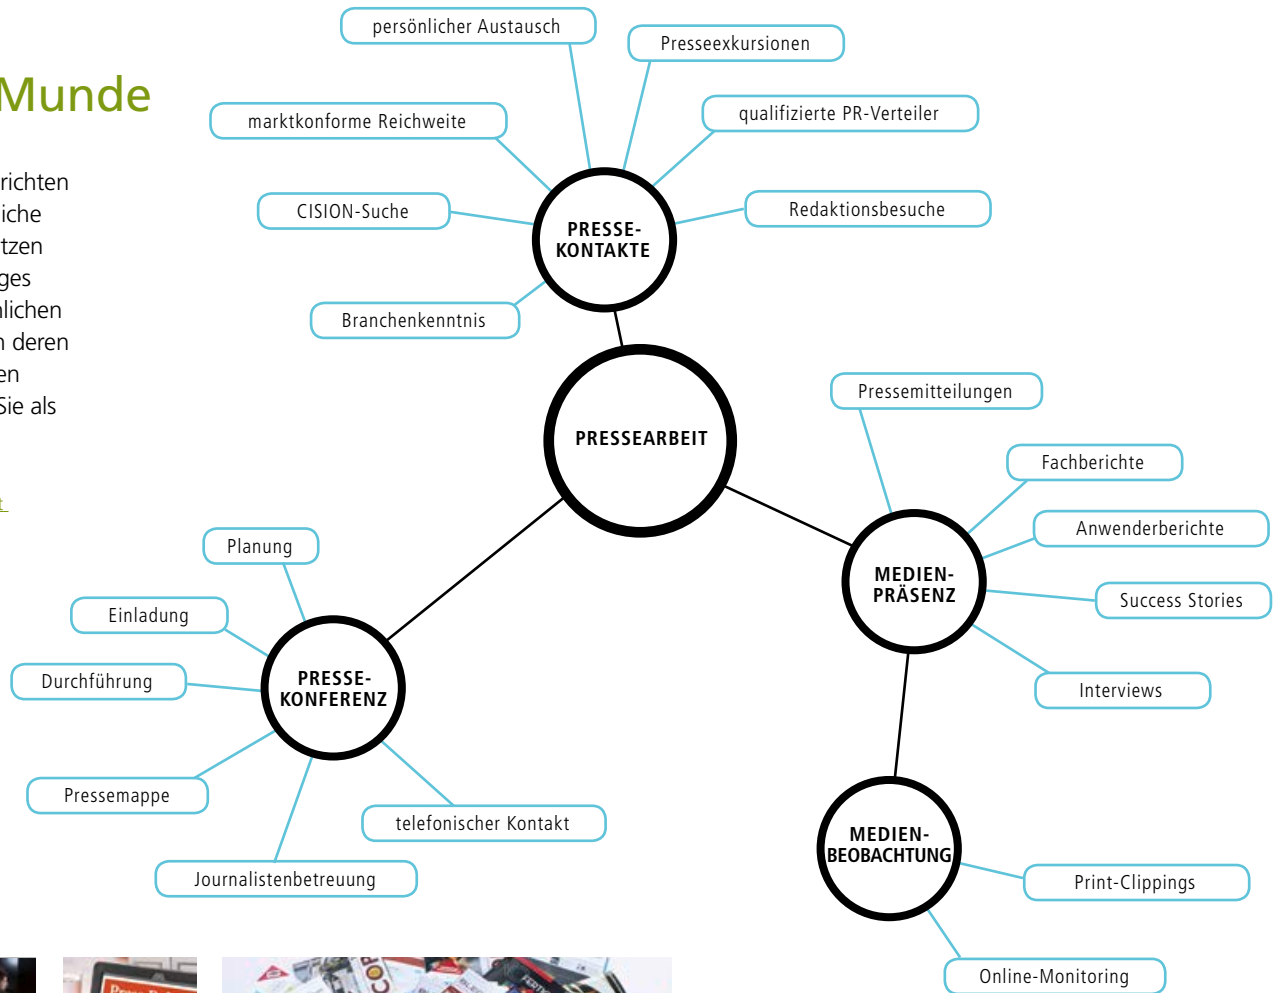 Munde
persönlicher Austausch
Presseexkursionen
marktkonforme Reichweite
qualifizierte PR-Verteiler
CISION-Suche
Redaktionsbesuche
Branchenkenntnis
PRESSE-
KONTAKTE
richten
iche
tzen
ges
nlichen
n deren
en
Sie als
t
PRESSEARBEIT
Pressemitteilungen
Fachberichte
Anwenderberichte
Success Stories
Interviews
MEDIEN-
PRÄSENZ
Planung
Einladung
Durchführung
Pressemappe
Journalistenbetreuung
telefonischer Kontakt
PRESSE-
KONFERENZ
MEDIEN-
BEOBACHTUNG
Print-Clippings
Online-Monitoring